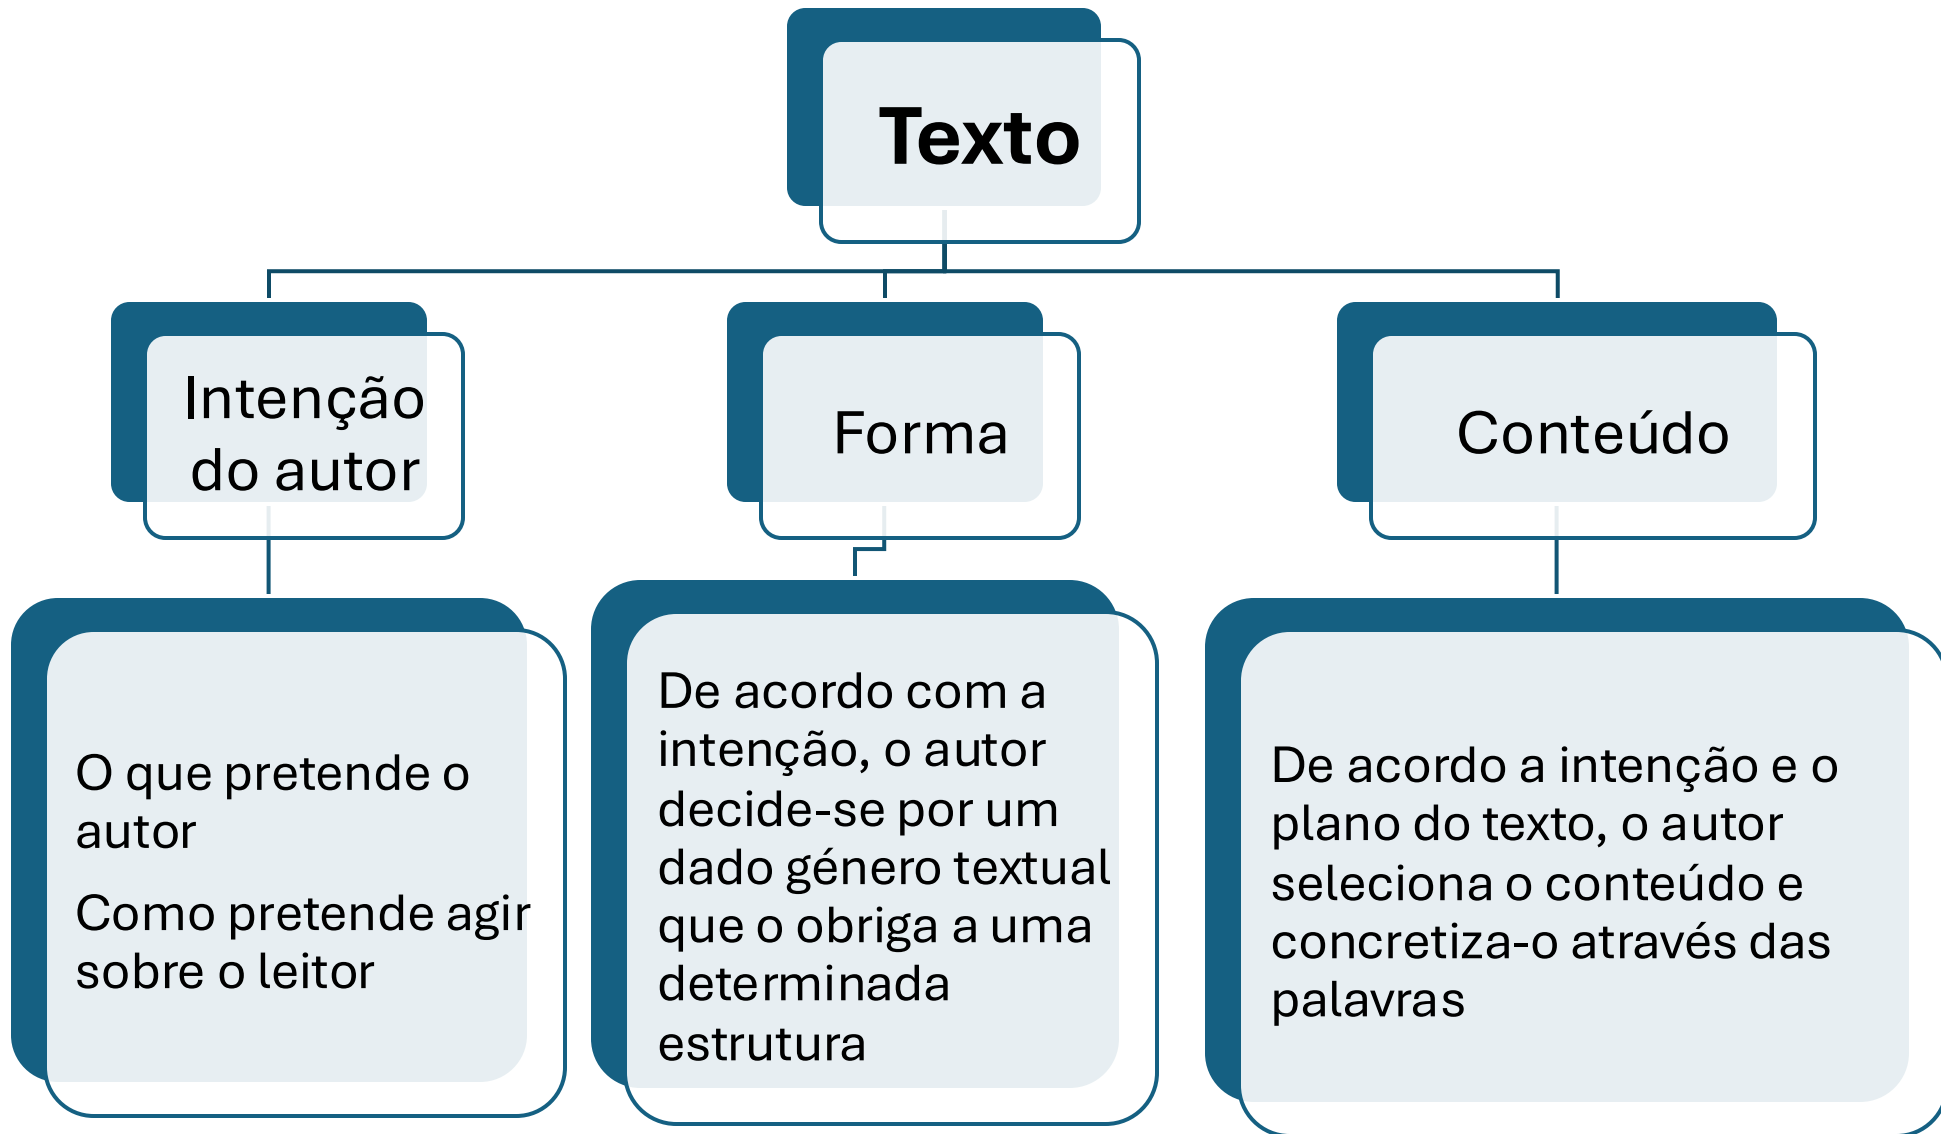 Texto
Intenção
do autor
Forma
Conteúdo
O que pretende o
autor
Como pretende agir
sobre o leitor
De acordo com a
intenção, o autor
decide-se por um
dado género textual
que o obriga a uma
determinada
estrutura
De acordo a intenção e o
plano do texto, o autor
seleciona o conteúdo e
concretiza-o através das
palavras